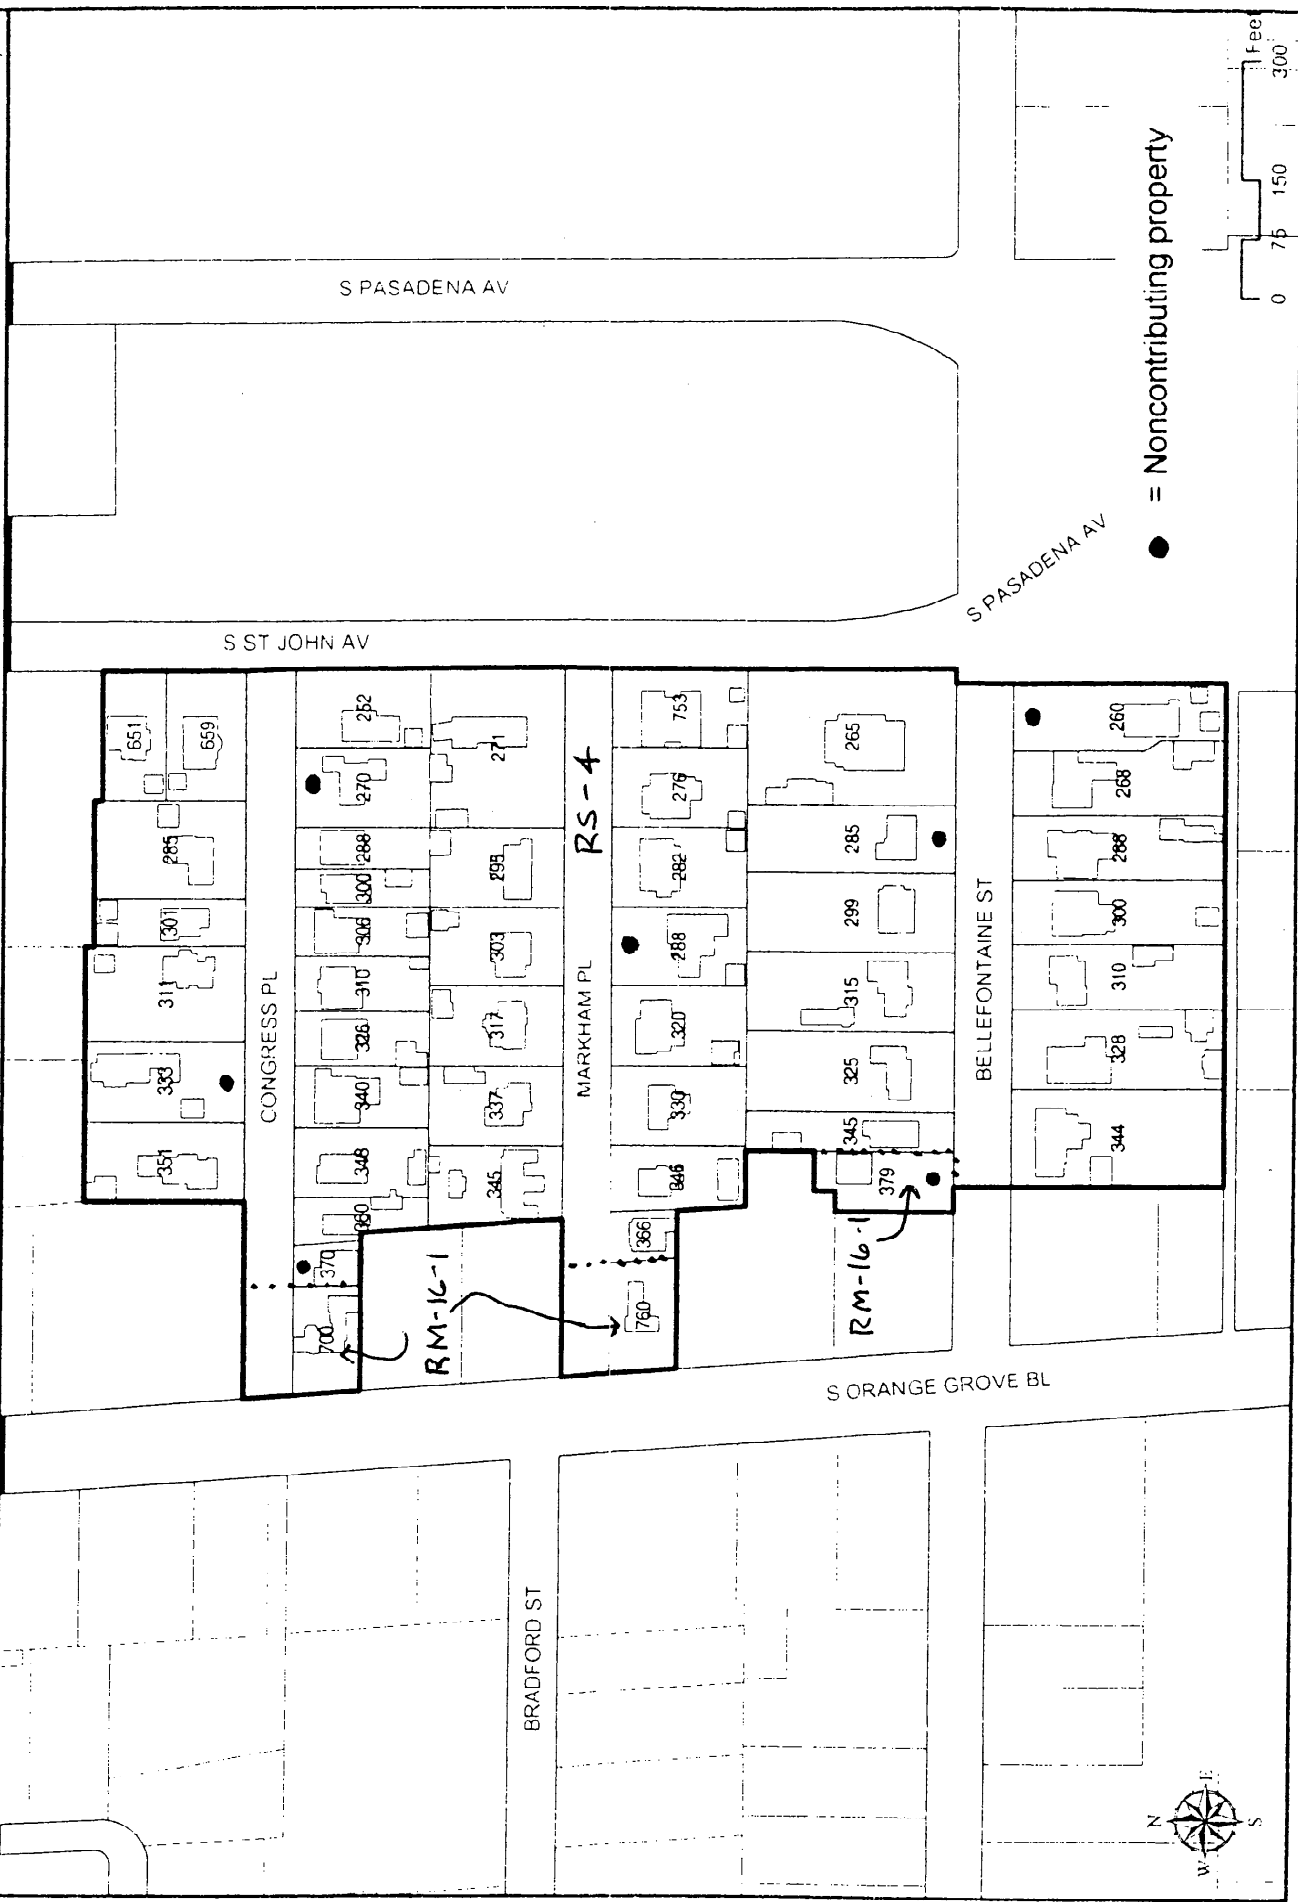 S PASADENA AV
S ST JOHN AV
S PASADENA AV
● = Noncontributing property
0 75 150 300
Feet
651
659
285
301
311
333
351
CONGRESS PL
252
270
288
300
306
310
326
340
348
360
370
700
271
295
303
317
337
345
RM-16-1
MARKHAM PL
RS-4
753
276
282
288
320
330
346
366
760
265
285
299
315
325
345
379
RM-16-1
BELLEFONTAINE ST
260
268
288
300
310
328
344
S ORANGE GROVE BL
BRADFORD ST
N
E
S
W